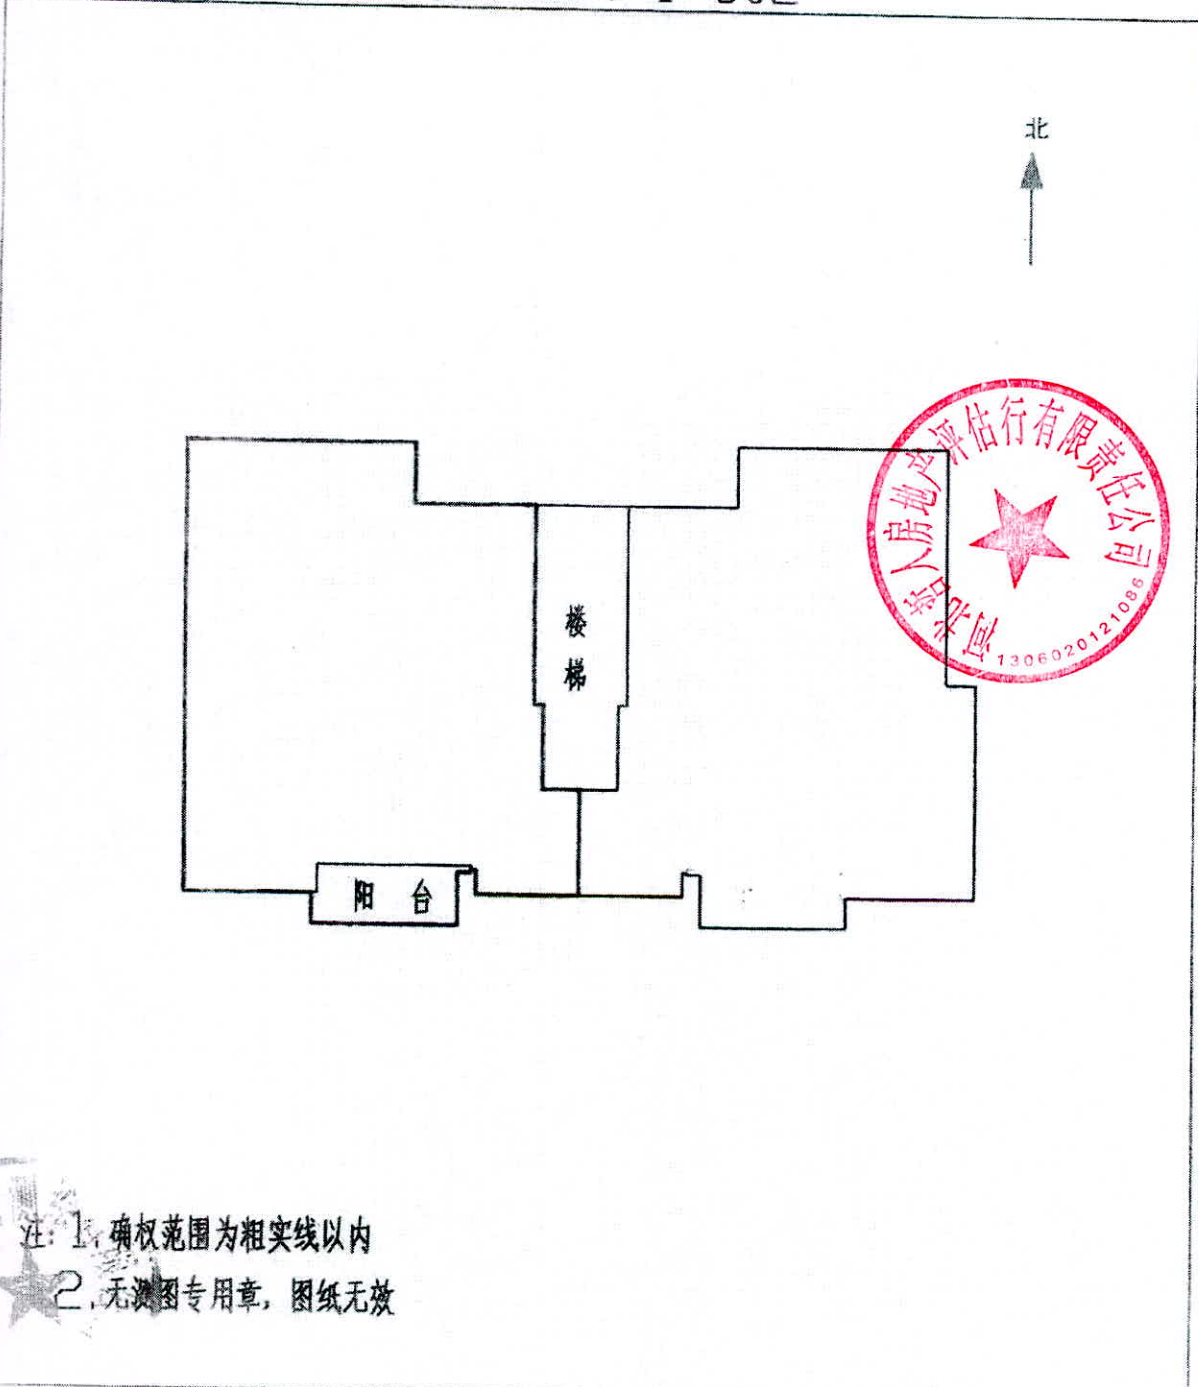 北
河北哲人房地产评估行有限责任公司
1306020121086
楼
梯
阳 台
注:1.确权范围为粗实线以内
2.无测图专用章,图纸无效